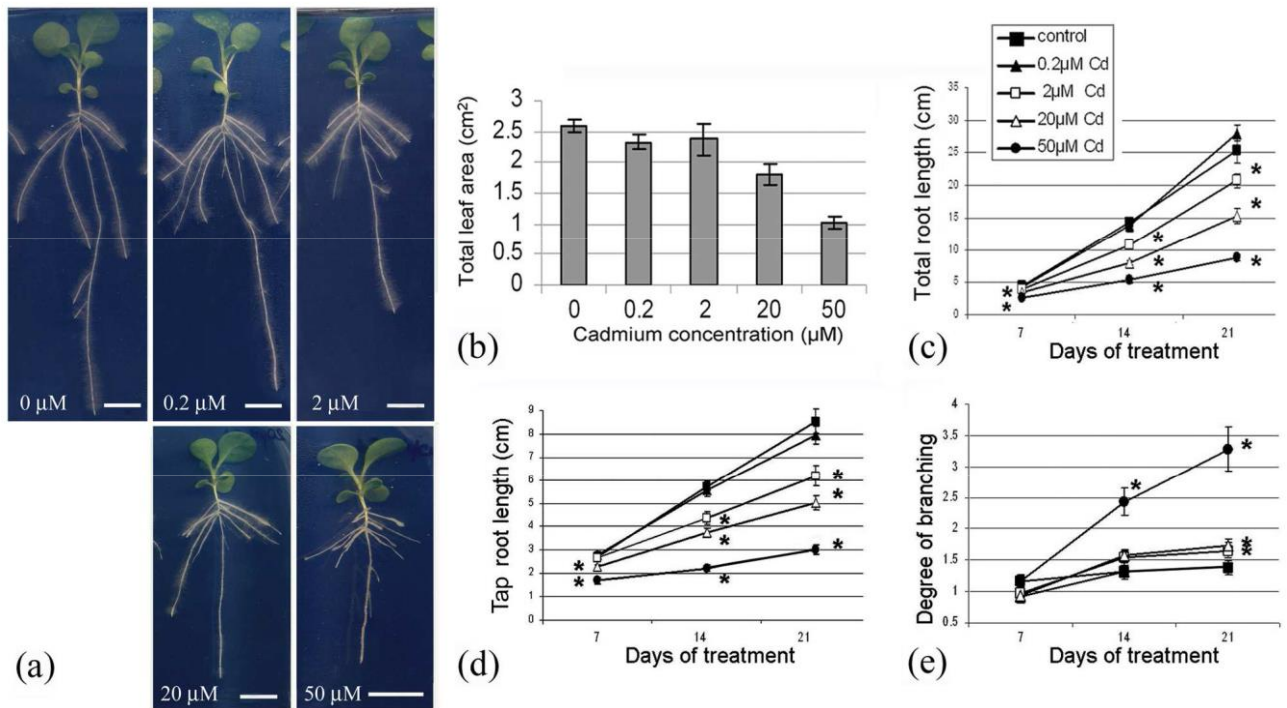 0 µM
0.2 µM
2 µM
20 µM
50 µM
(a)
Total leaf area (cm²)
3
2.5
2
1.5
1
0.5
0
0 0.2 2 20 50
Cadmium concentration (µM)
(b)
control
0.2µM Cd
2µM Cd
20µM Cd
50µM Cd
Total root length (cm)
35
30
25
20
15
10
5
0
* * *
* * *
* *
7 14 21
Days of treatment
(c)
Tap root length (cm)
9
8
7
6
5
4
3
2
1
0
* * *
* * *
* *
7 14 21
Days of treatment
(d)
Degree of branching
4
3.5
3
2.5
2
1.5
1
0.5
* *
* *
7 14 21
Days of treatment
(e)